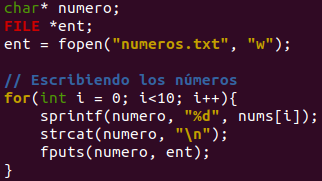 char* numero;
FILE *ent;
ent = fopen("numeros.txt", "w");
// Escribiendo los números
for(int i = 0; i<10; i++){
sprintf(numero, "%d", nums[i]);
strcat(numero, "\n");
fputs(numero, ent);
}